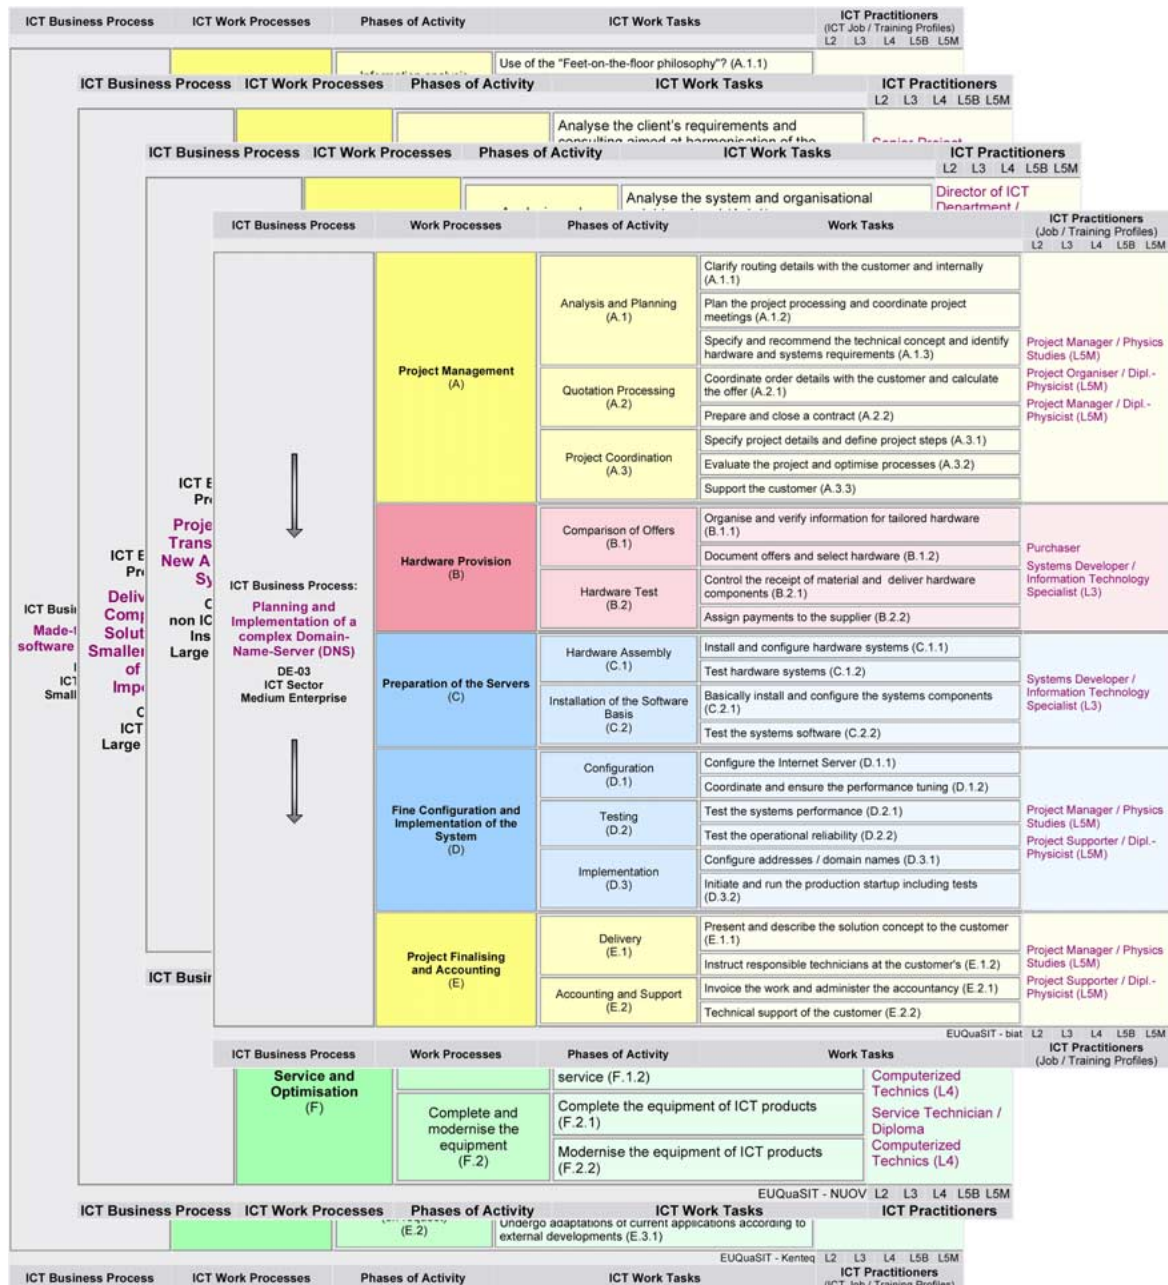 ICT Business Process ICT Work Processes Phases of Activity ICT Work Tasks ICT Practitioners
(ICT Job / Training Profiles)
L2 L3 L4 L5B L5M
Use of the "Feet-on-the-floor philosophy"? (A.1.1)
ICT Business Process ICT Work Processes Phases of Activity ICT Work Tasks ICT Practitioners
L2 L3 L4 L5B L5M
Analyse the client's requirements and
ICT Business Process ICT Work Processes Phases of Activity ICT Work Tasks ICT Practitioners
L2 L3 L4 L5B L5M
Analyse the system and organisational
Director of ICT
Department /
ICT Business Process Work Processes Phases of Activity Work Tasks ICT Practitioners
(Job / Training Profiles)
L2 L3 L4 L5B L5M
ICT Business Process:
Planning and
Implementation of a
complex Domain-
Name-Server (DNS)
DE-03
ICT Sector
Medium Enterprise
Project Management
(A)
Analysis and Planning
(A.1)
Clarify routing details with the customer and internally
(A.1.1)
Plan the project processing and coordinate project
meetings (A.1.2)
Specify and recommend the technical concept and identify
hardware and systems requirements (A.1.3)
Quotation Processing
(A.2)
Coordinate order details with the customer and calculate
the offer (A.2.1)
Prepare and close a contract (A.2.2)
Project Coordination
(A.3)
Specify project details and define project steps (A.3.1)
Evaluate the project and optimise processes (A.3.2)
Support the customer (A.3.3)
Project Manager / Physics
Studies (L5M)
Project Organiser / Dipl.-
Physicist (L5M)
Project Manager / Dipl.-
Physicist (L5M)
Hardware Provision
(B)
Comparison of Offers
(B.1)
Organise and verify information for tailored hardware
(B.1.1)
Document offers and select hardware (B.1.2)
Hardware Test
(B.2)
Control the receipt of material and deliver hardware
components (B.2.1)
Assign payments to the supplier (B.2.2)
Purchaser
Systems Developer /
Information Technology
Specialist (L3)
Preparation of the Servers
(C)
Hardware Assembly
(C.1)
Install and configure hardware systems (C.1.1)
Test hardware systems (C.1.2)
Installation of the Software
Basis
(C.2)
Basically install and configure the systems components
(C.2.1)
Test the systems software (C.2.2)
Systems Developer /
Information Technology
Specialist (L3)
Fine Configuration and
Implementation of the
System
(D)
Configuration
(D.1)
Configure the Internet Server (D.1.1)
Coordinate and ensure the performance tuning (D.1.2)
Testing
(D.2)
Test the systems performance (D.2.1)
Test the operational reliability (D.2.2)
Implementation
(D.3)
Configure addresses / domain names (D.3.1)
Initiate and run the production startup including tests
(D.3.2)
Project Manager / Physics
Studies (L5M)
Project Supporter / Dipl.-
Physicist (L5M)
Project Finalising
and Accounting
(E)
Delivery
(E.1)
Present and describe the solution concept to the customer
(E.1.1)
Instruct responsible technicians at the customer's (E.1.2)
Accounting and Support
(E.2)
Invoice the work and administer the accountancy (E.2.1)
Technical support of the customer (E.2.2)
Project Manager / Physics
Studies (L5M)
Project Supporter / Dipl.-
Physicist (L5M)
EUQuaSIT - biat L2 L3 L4 L5B L5M
ICT Business Process Work Processes Phases of Activity Work Tasks ICT Practitioners
(Job / Training Profiles)
Service and
Optimisation
(F)
service (F.1.2)
Complete and
modernise the
equipment
(F.2)
Complete the equipment of ICT products
(F.2.1)
Modernise the equipment of ICT products
(F.2.2)
Computerized
Technics (L4)
Service Technician /
Diploma
Computerized
Technics (L4)
EUQuaSIT - NUOV L2 L3 L4 L5B L5M
ICT Business Process ICT Work Processes Phases of Activity ICT Work Tasks ICT Practitioners
(E.2)
Undergo adaptations of current applications according to
external developments (E.3.1)
EUQuaSIT - Kenteq L2 L3 L4 L5B L5M
ICT Business Process ICT Work Processes Phases of Activity ICT Work Tasks ICT Practitioners